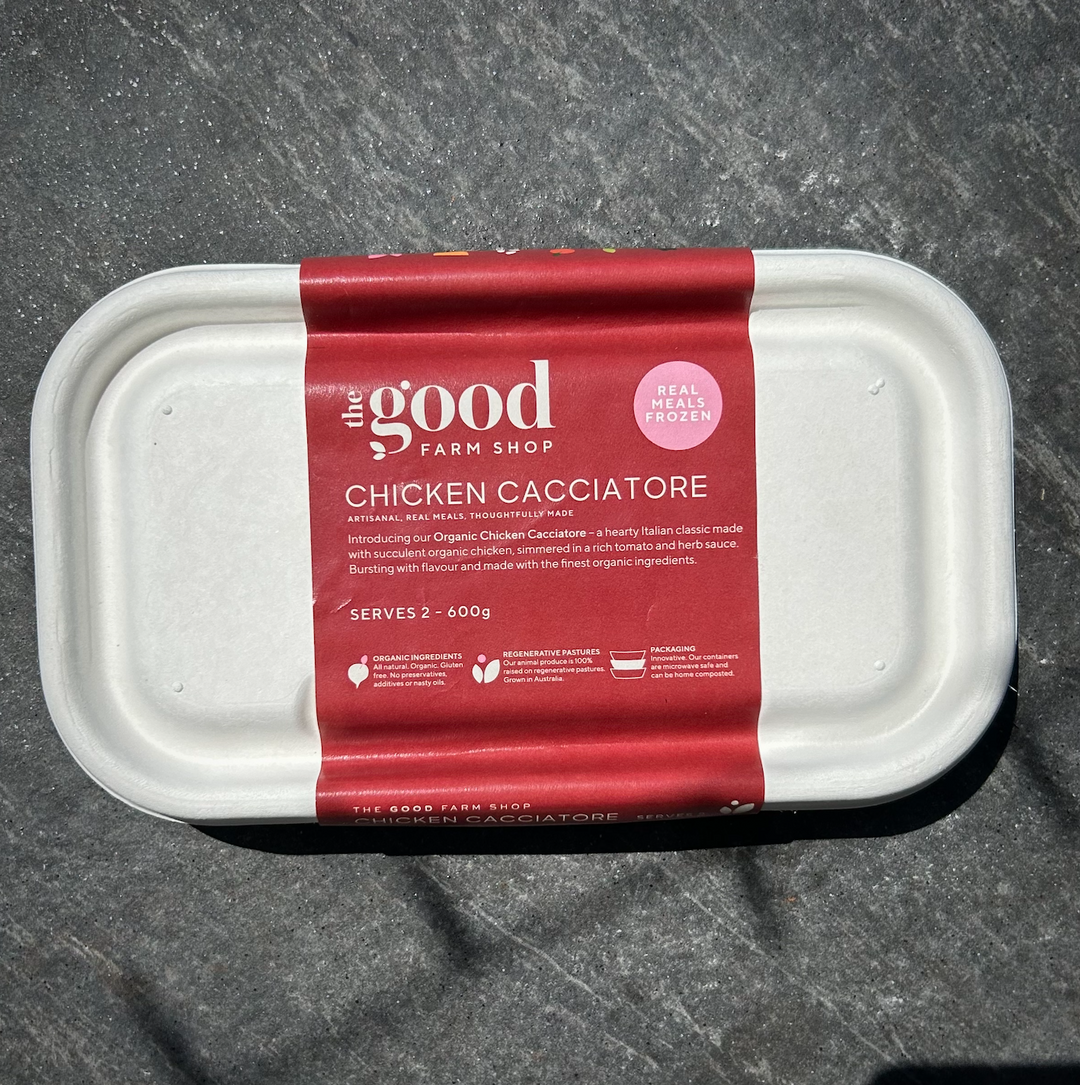 the good
FARM SHOP
REAL
MEALS
FROZEN
CHICKEN CACCIATORE
ARTISANAL, REAL MEALS, THOUGHTFULLY MADE
Introducing our Organic Chicken Cacciatore – a hearty Italian classic made
with succulent organic chicken, simmered in a rich tomato and herb sauce.
Bursting with flavour and made with the finest organic ingredients.
SERVES 2 - 600g
ORGANIC INGREDIENTS
All natural. Organic. Gluten
free. No preservatives,
additives or nasty oils.
REGENERATIVE PASTURES
Our animal produce is 100%
raised on regenerative pastures.
Grown in Australia.
PACKAGING
Innovative. Our containers
are microwave safe and
can be home composted.
THE GOOD FARM SHOP
CHICKEN CACCIATORE SERVES